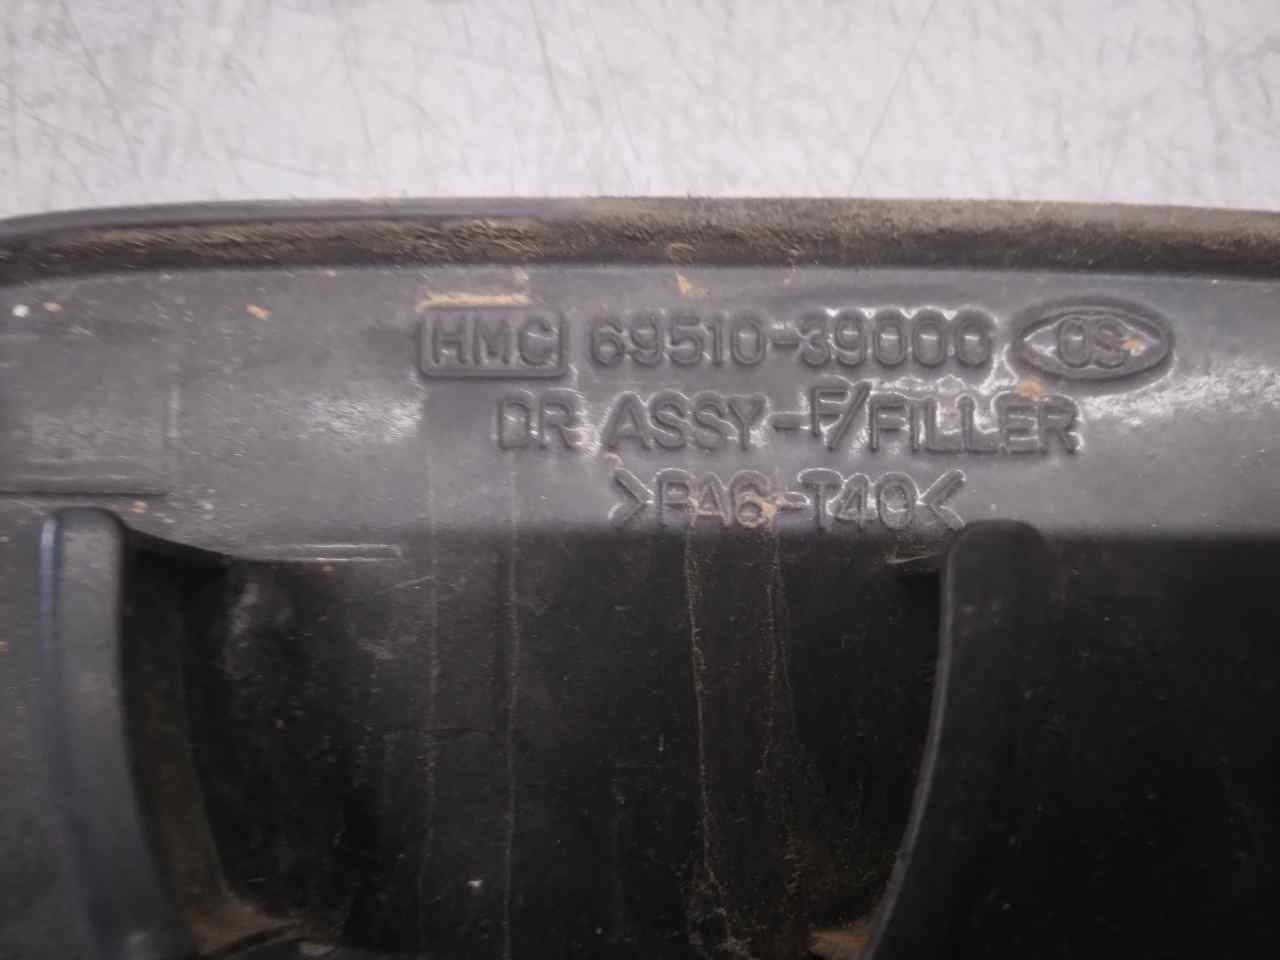 HMC 69510-39000 OS
DR ASSY-F/FILLER
>PA6-T40<